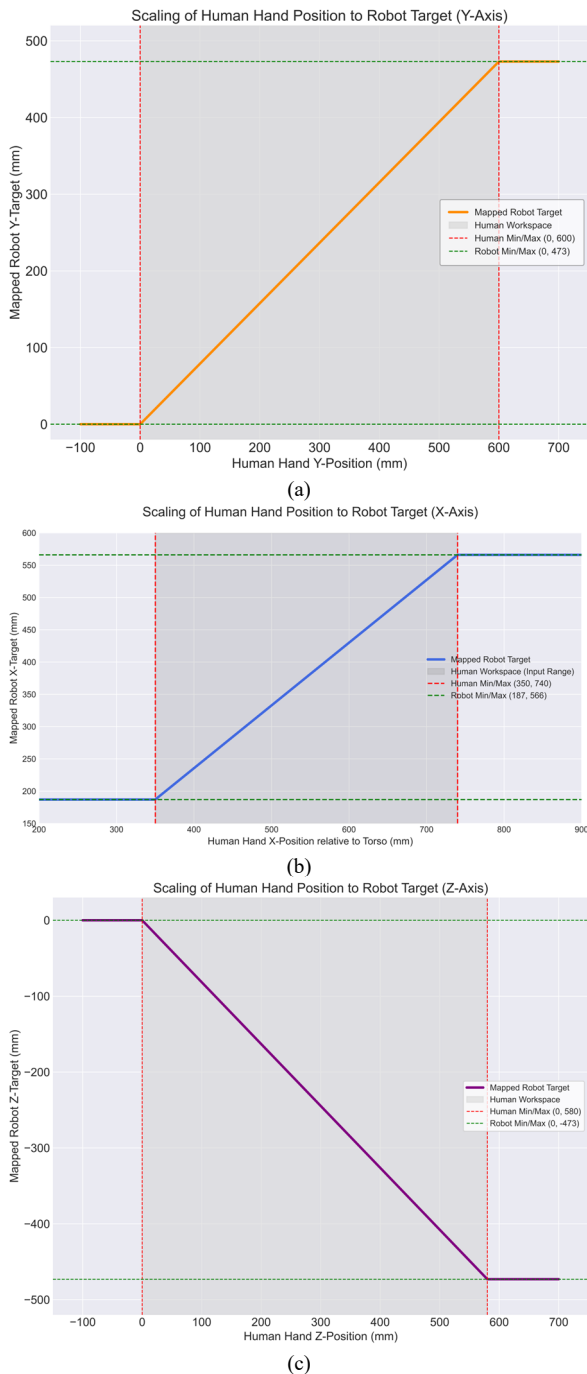 Scaling of Human Hand Position to Robot Target (Y-Axis)
500
400
300
200
100
0
Mapped Robot Y-Target (mm)
Mapped Robot Target
Human Workspace
Human Min/Max (0, 600)
Robot Min/Max (0, 473)
−100 0 100 200 300 400 500 600 700
Human Hand Y-Position (mm)
(a)
Scaling of Human Hand Position to Robot Target (X-Axis)
600
550
500
450
400
350
300
250
200
150
Mapped Robot X-Target (mm)
Mapped Robot Target
Human Workspace (Input Range)
Human Min/Max (350, 740)
Robot Min/Max (187, 566)
200 300 400 500 600 700 800 900
Human Hand X-Position relative to Torso (mm)
(b)
Scaling of Human Hand Position to Robot Target (Z-Axis)
0
−100
−200
−300
−400
−500
Mapped Robot Z-Target (mm)
Mapped Robot Target
Human Workspace
Human Min/Max (0, 580)
Robot Min/Max (0, -473)
−100 0 100 200 300 400 500 600 700
Human Hand Z-Position (mm)
(c)